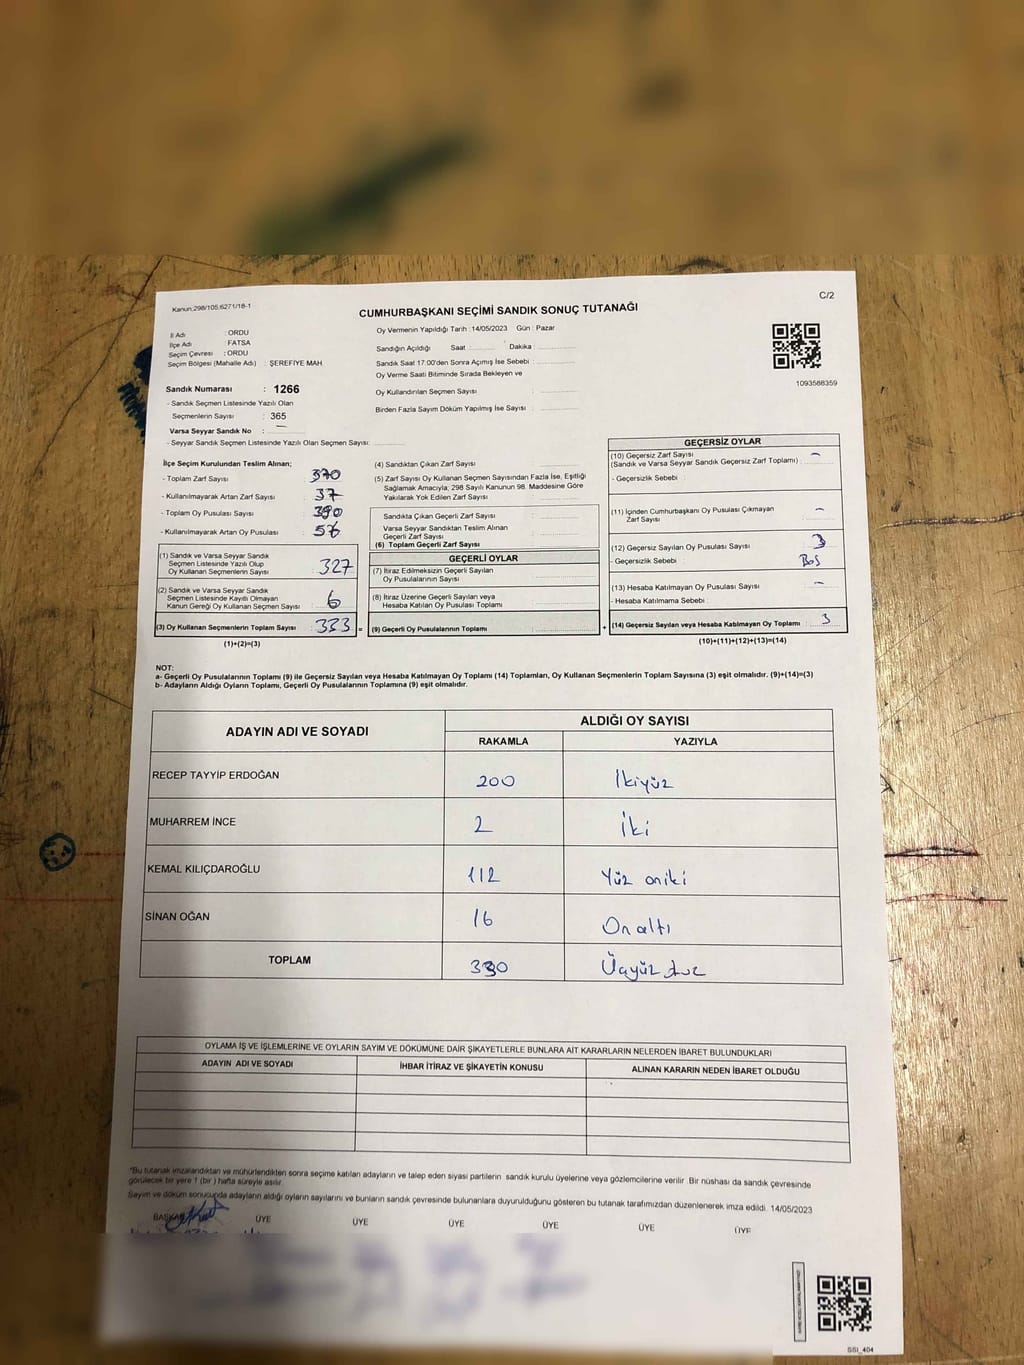 Kanun:298/105,6271/18-1
C/2
CUMHURBAŞKANI SEÇİMİ SANDIK SONUÇ TUTANAĞI
İl Adı : ORDU
İlçe Adı : FATSA
Seçim Çevresi : ORDU
Seçim Bölgesi (Mahalle Adı) : ŞEREFİYE MAH
Oy Vermenin Yapıldığı Tarih :14/05/2023 Gün : Pazar
Sandığın Açıldığı Saat : Dakika :
Sandık Saat 17.00'den Sonra Açımış İse Sebebi :
Oy Verme Saati Bitiminde Sırada Bekleyen ve
Oy Kullandırılan Seçmen Sayısı :
Birden Fazla Sayım Döküm Yapılmış İse Sayısı :
1093588359
Sandık Numarası : 1266
- Sandık Seçmen Listesinde Yazılı Olan
Seçmenlerin Sayısı : 365
Varsa Seyyar Sandık No :
- Seyyar Sandık Seçmen Listesinde Yazılı Olan Seçmen Sayısı:
İlçe Seçim Kurulundan Teslim Alınan;
- Toplam Zarf Sayısı : 370
- Kullanılmayarak Artan Zarf Sayısı : 37
- Toplam Oy Pusulası Sayısı : 390
- Kullanılmayarak Artan Oy Pusulası : 56
(1) Sandık ve Varsa Seyyar Sandık
Seçmen Listesinde Yazılı Olup
Oy Kullanan Seçmenlerin Sayısı : 327
(2) Sandık ve Varsa Seyyar Sandık
Seçmen Listesinde Kayıtlı Olmayan
Kanun Gereği Oy Kullanan Seçmen Sayısı : 6
(3) Oy Kullanan Seçmenlerin Toplam Sayısı : 333 =
(1)+(2)=(3)
(4) Sandıktan Çıkan Zarf Sayısı :
(5) Zarf Sayısı Oy Kullanan Seçmen Sayısından Fazla İse, Eşitliği
Sağlamak Amacıyla; 298 Sayılı Kanunun 98. Maddesine Göre
Yakılarak Yok Edilen Zarf Sayısı :
Sandıkta Çıkan Geçerli Zarf Sayısı :
Varsa Seyyar Sandıktan Teslim Alınan
Geçerli Zarf Sayısı :
(6) Toplam Geçerli Zarf Sayısı :
GEÇERLİ OYLAR
(7) İtiraz Edilmeksizin Geçerli Sayılan
Oy Pusulalarının Sayısı :
(8) İtiraz Üzerine Geçerli Sayılan veya
Hesaba Katılan Oy Pusulası Toplamı :
(9) Geçerli Oy Pusulalarının Toplamı : +
GEÇERSİZ OYLAR
(10) Geçersiz Zarf Sayısı
(Sandık ve Varsa Seyyar Sandık Geçersiz Zarf Toplamı) : –
- Geçersizlik Sebebi :
(11) İçinden Cumhurbaşkanı Oy Pusulası Çıkmayan
Zarf Sayısı : –
(12) Geçersiz Sayılan Oy Pusulası Sayısı : 3
- Geçersizlik Sebebi : Boş
(13) Hesaba Katılmayan Oy Pusulası Sayısı : –
- Hesaba Katılmama Sebebi :
(14) Geçersiz Sayılan veya Hesaba Katılmayan Oy Toplamı : 3
(10)+(11)+(12)+(13)=(14)
NOT:
a- Geçerli Oy Pusulalarının Toplamı (9) ile Geçersiz Sayılan veya Hesaba Katılmayan Oy Toplamı (14) Toplamları, Oy Kullanan Seçmenlerin Toplam Sayısına (3) eşit olmalıdır. (9)+(14)=(3)
b- Adayların Aldığı Oyların Toplamı, Geçerli Oy Pusulalarının Toplamına (9) eşit olmalıdır.
ADAYIN ADI VE SOYADI ALDIĞI OY SAYISI
RAKAMLA YAZIYLA
RECEP TAYYİP ERDOĞAN 200 İkiyüz
MUHARREM İNCE 2 İki
KEMAL KILIÇDAROĞLU 112 Yüz oniki
SİNAN OĞAN 16 Onaltı
TOPLAM 330 Üçyüz otuz
OYLAMA İŞ VE İŞLEMLERİNE VE OYLARIN SAYIM VE DÖKÜMÜNE DAİR ŞİKAYETLERLE BUNLARA AİT KARARLARIN NELERDEN İBARET BULUNDUKLARI
ADAYIN ADI VE SOYADI İHBAR İTİRAZ VE ŞİKAYETİN KONUSU ALINAN KARARIN NEDEN İBARET OLDUĞU
*Bu tutanak imzalandıktan ve mühürlendikten sonra seçime katılan adayların ve talep eden siyasi partilerin sandık kurulu üyelerine veya gözlemcilerine verilir .Bir nüshası da sandık çevresinde
görülecek bir yere 1 (bir ) hafta süreyle asılır.
Sayım ve döküm sonucunda adayların aldığı oyların sayılarını ve bunların sandık çevresinde bulunanlara duyurulduğunu gösteren bu tutanak tarafımızdan düzenlenerek imza edildi. 14/05/2023
BAŞKAN ÜYE ÜYE ÜYE ÜYE ÜYE ÜYE
SSİ_404